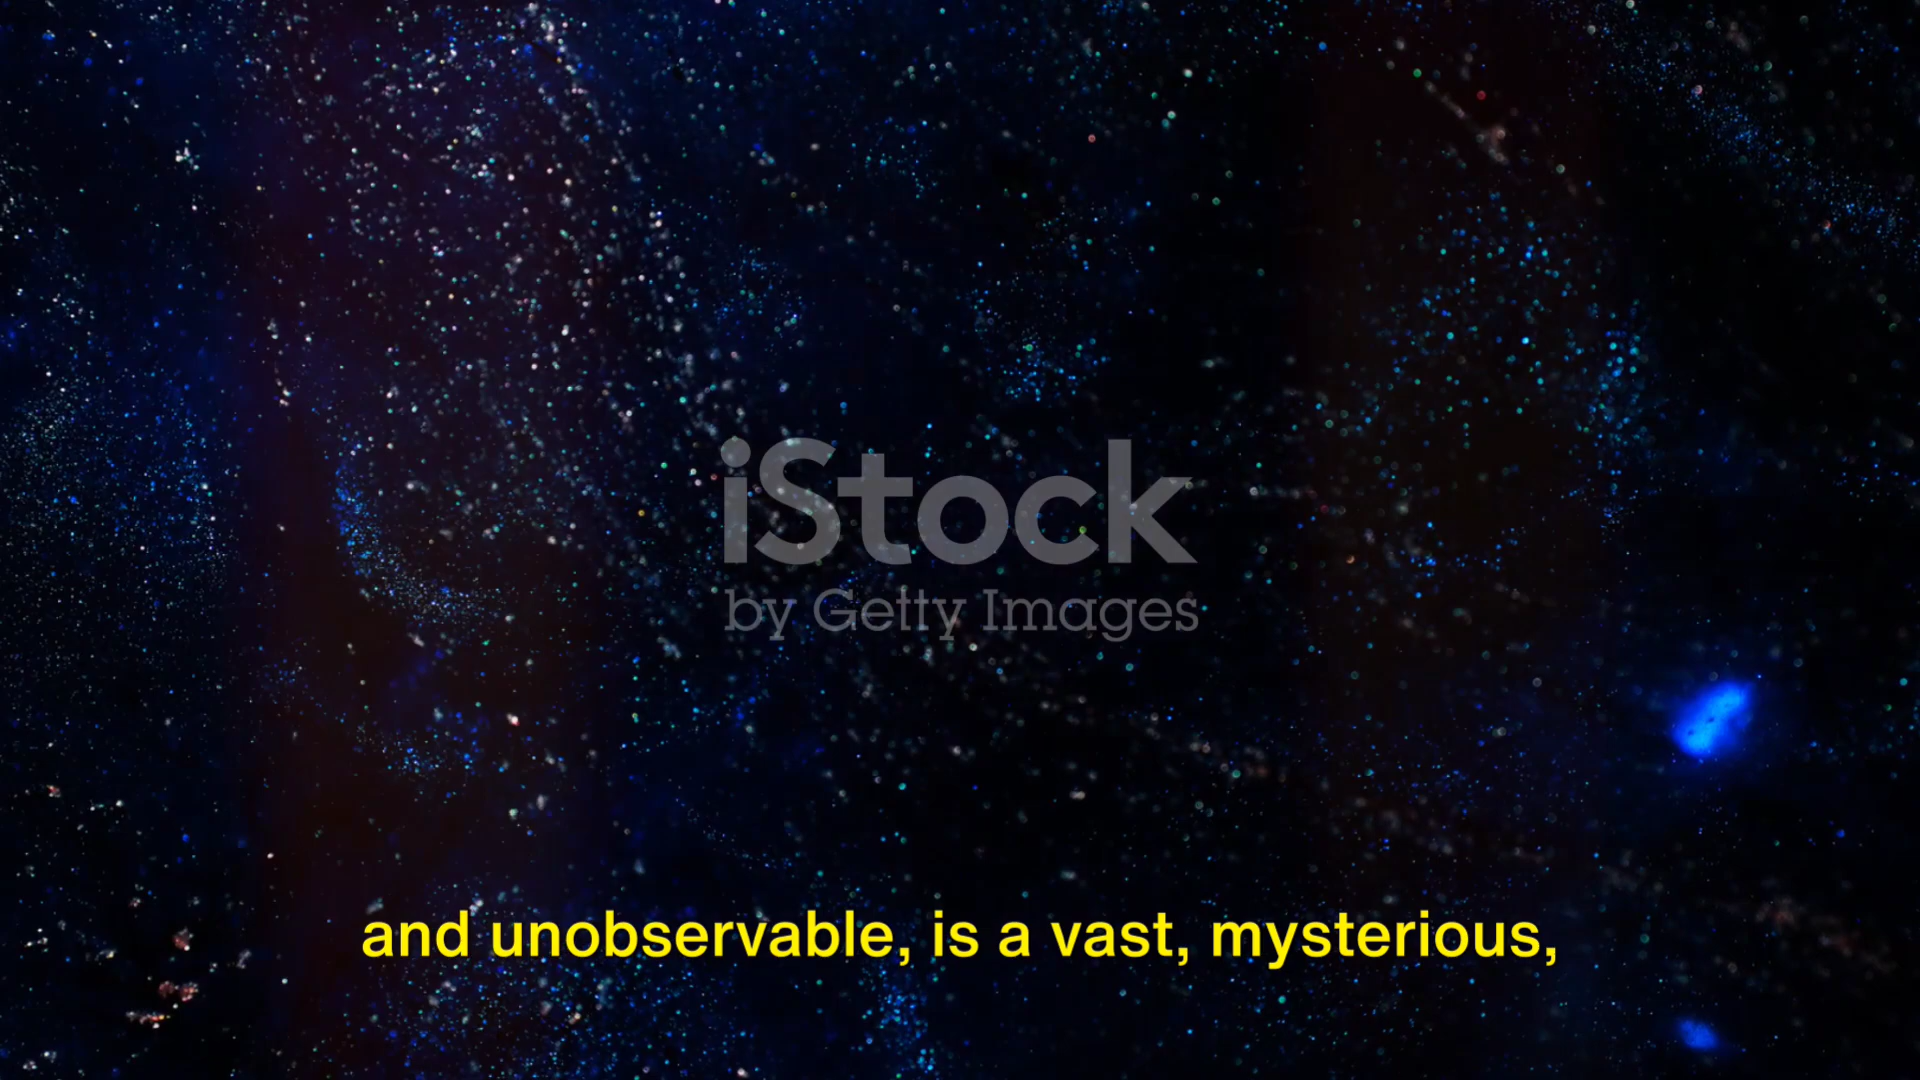 iStock
by Getty Images
and unobservable, is a vast, mysterious,